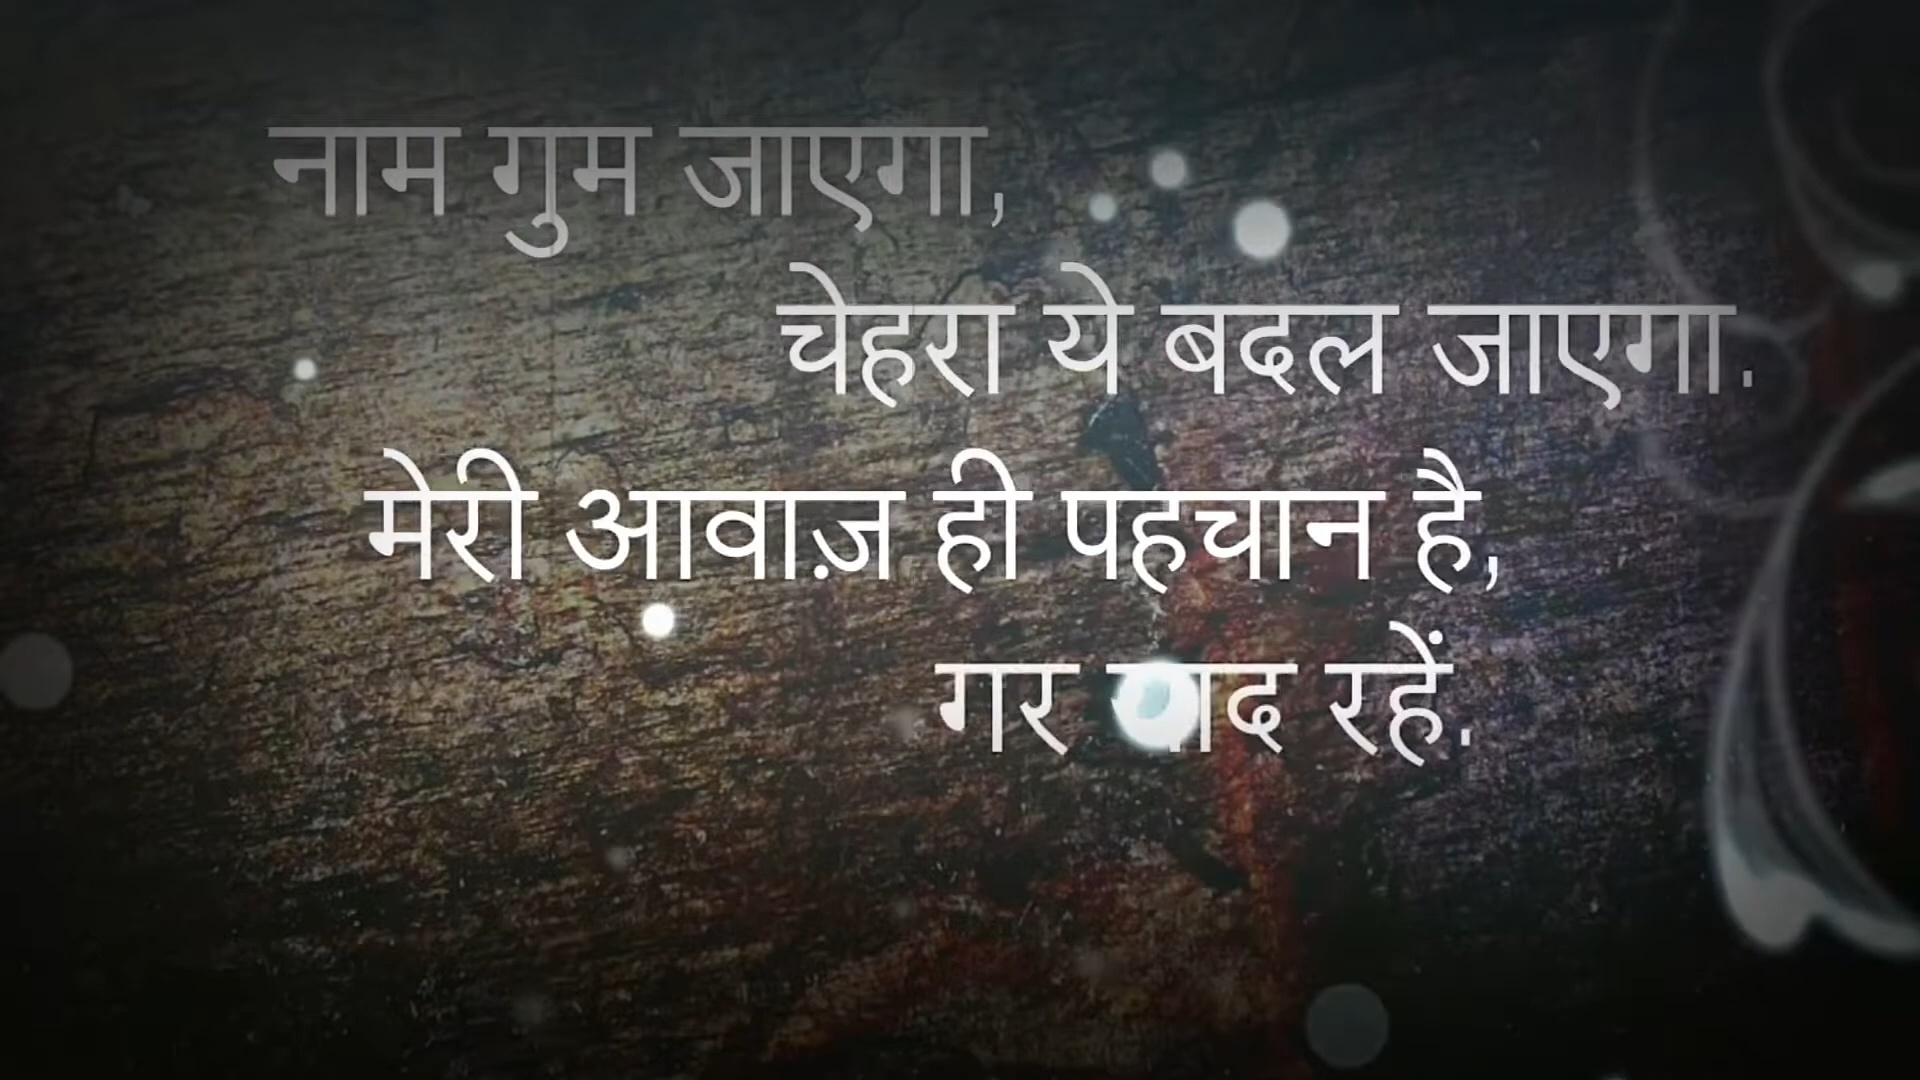 नाम गुम जाएगा,
चेहरा ये बदल जाएगा.
मेरी आवाज़ ही पहचान है,
गर याद रहें.